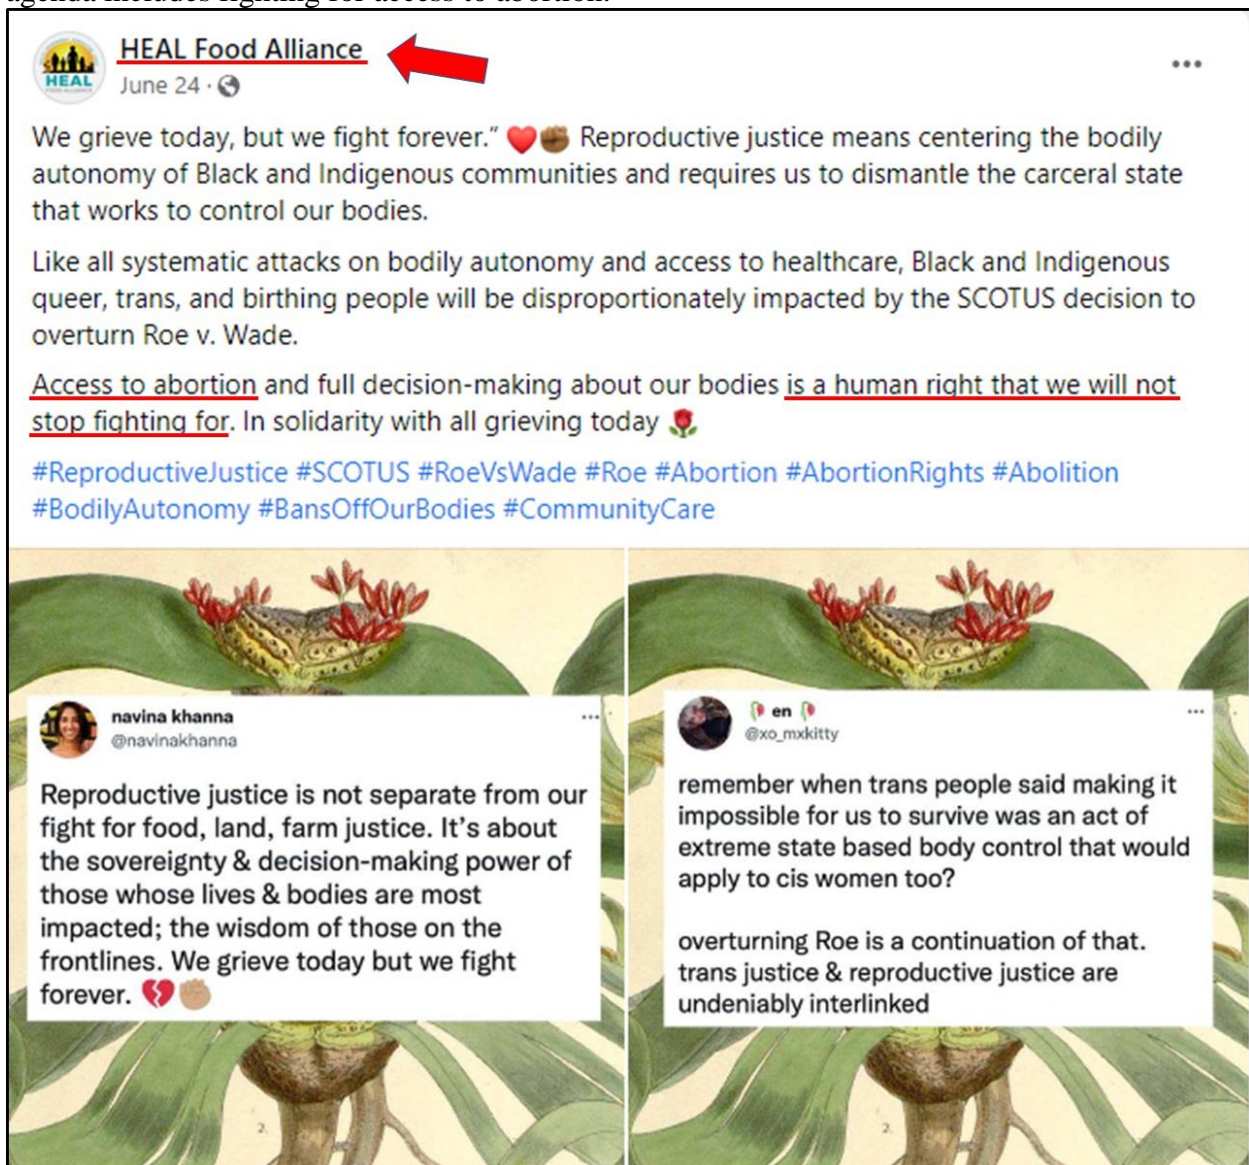 agenda includes fighting for access to abortion.
HEAL Food Alliance
HEAL
FOOD ALLIANCE
June 24 ·
We grieve today, but we fight forever.” ❤️✊🏾 Reproductive justice means centering the bodily
autonomy of Black and Indigenous communities and requires us to dismantle the carceral state
that works to control our bodies.
Like all systematic attacks on bodily autonomy and access to healthcare, Black and Indigenous
queer, trans, and birthing people will be disproportionately impacted by the SCOTUS decision to
overturn Roe v. Wade.
Access to abortion and full decision-making about our bodies is a human right that we will not
stop fighting for. In solidarity with all grieving today 🌹
#ReproductiveJustice #SCOTUS #RoeVsWade #Roe #Abortion #AbortionRights #Abolition
#BodilyAutonomy #BansOffOurBodies #CommunityCare
navina khanna
@navinakhanna
Reproductive justice is not separate from our
fight for food, land, farm justice. It’s about
the sovereignty & decision-making power of
those whose lives & bodies are most
impacted; the wisdom of those on the
frontlines. We grieve today but we fight
forever. 💔✊🏼
2.
🥀 en 🥀
@xo_mxkitty
remember when trans people said making it
impossible for us to survive was an act of
extreme state based body control that would
apply to cis women too?
overturning Roe is a continuation of that.
trans justice & reproductive justice are
undeniably interlinked
2.